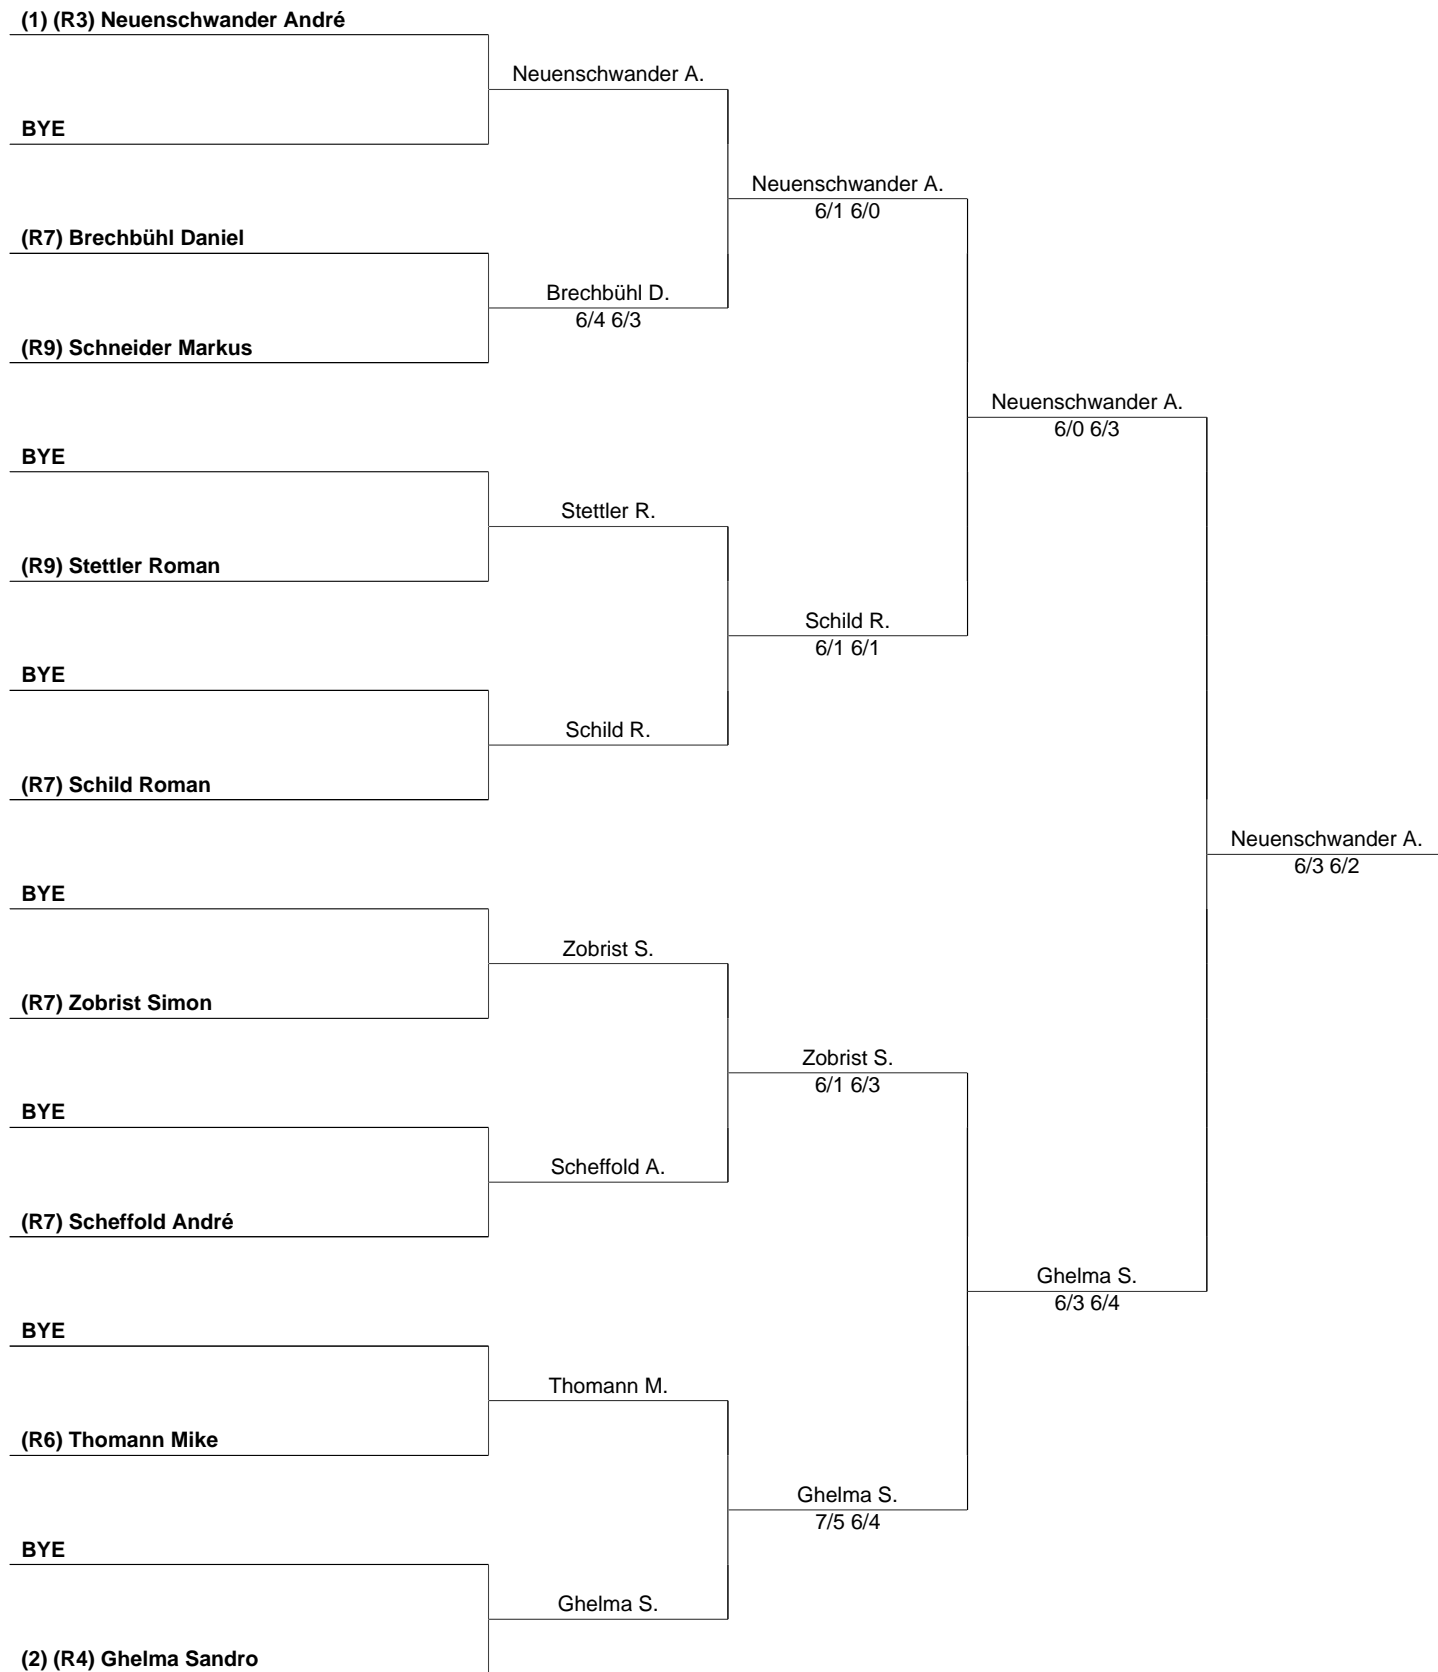 (1) (R3) Neuenschwander André
Neuenschwander A.
BYE
Neuenschwander A.
6/1 6/0
(R7) Brechbühl Daniel
Brechbühl D.
6/4 6/3
(R9) Schneider Markus
Neuenschwander A.
6/0 6/3
BYE
Stettler R.
(R9) Stettler Roman
Schild R.
6/1 6/1
BYE
Schild R.
(R7) Schild Roman
Neuenschwander A.
6/3 6/2
BYE
Zobrist S.
(R7) Zobrist Simon
Zobrist S.
6/1 6/3
BYE
Scheffold A.
(R7) Scheffold André
Ghelma S.
6/3 6/4
BYE
Thomann M.
(R6) Thomann Mike
Ghelma S.
7/5 6/4
BYE
Ghelma S.
(2) (R4) Ghelma Sandro